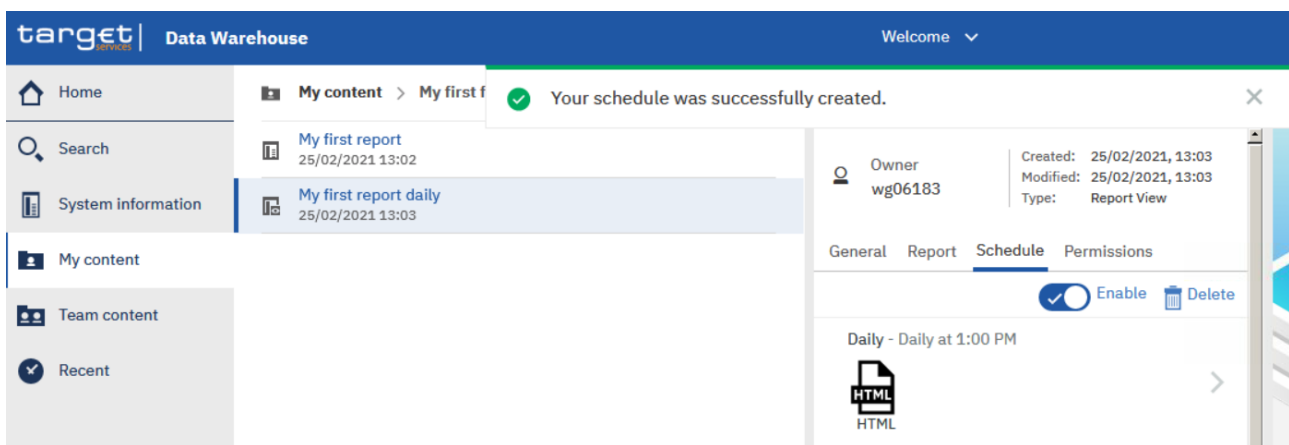 target services | Data Warehouse
Welcome
Home
Search
System information
My content
Team content
Recent
My content > My first f
Your schedule was successfully created.
My first report
25/02/2021 13:02
My first report daily
25/02/2021 13:03
Owner
wg06183
Created: 25/02/2021, 13:03
Modified: 25/02/2021, 13:03
Type: Report View
General Report Schedule Permissions
Enable Delete
Daily - Daily at 1:00 PM
HTML
HTML